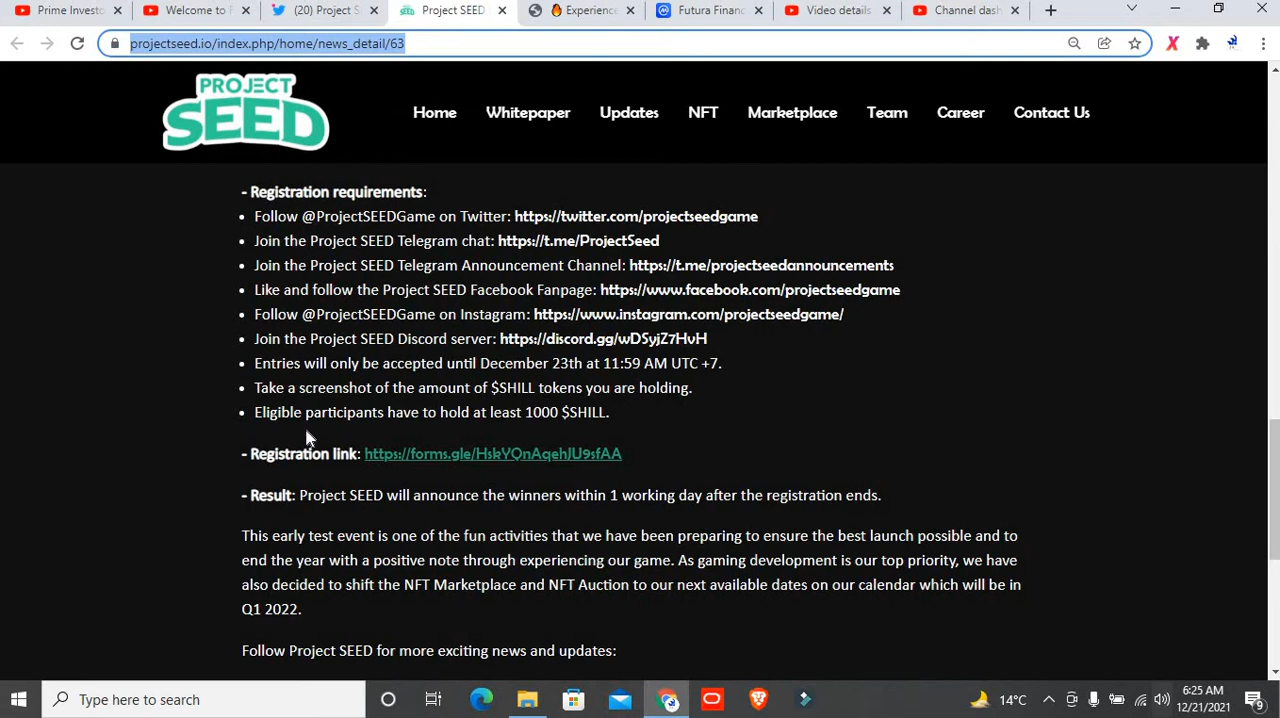 Prime Investo
Welcome to F
(20) Project S
Project SEED
Experience
Futura Financ
Video details
Channel dash
projectseed.io/index.php/home/news_detail/63
PROJECT
SEED
Home Whitepaper Updates NFT Marketplace Team Career Contact Us
- Registration requirements:
• Follow @ProjectSEEDGame on Twitter: https://twitter.com/projectseedgame
• Join the Project SEED Telegram chat: https://t.me/ProjectSeed
• Join the Project SEED Telegram Announcement Channel: https://t.me/projectseedannouncements
• Like and follow the Project SEED Facebook Fanpage: https://www.facebook.com/projectseedgame
• Follow @ProjectSEEDGame on Instagram: https://www.instagram.com/projectseedgame/
• Join the Project SEED Discord server: https://discord.gg/wDSyjZ7HvH
• Entries will only be accepted until December 23th at 11:59 AM UTC +7.
• Take a screenshot of the amount of $SHILL tokens you are holding.
• Eligible participants have to hold at least 1000 $SHILL.
- Registration link: https://forms.gle/HskYQnAqehJU9sfAA
- Result: Project SEED will announce the winners within 1 working day after the registration ends.
This early test event is one of the fun activities that we have been preparing to ensure the best launch possible and to
end the year with a positive note through experiencing our game. As gaming development is our top priority, we have
also decided to shift the NFT Marketplace and NFT Auction to our next available dates on our calendar which will be in
Q1 2022.
Follow Project SEED for more exciting news and updates:
Type here to search
14°C
6:25 AM
12/21/2021
9